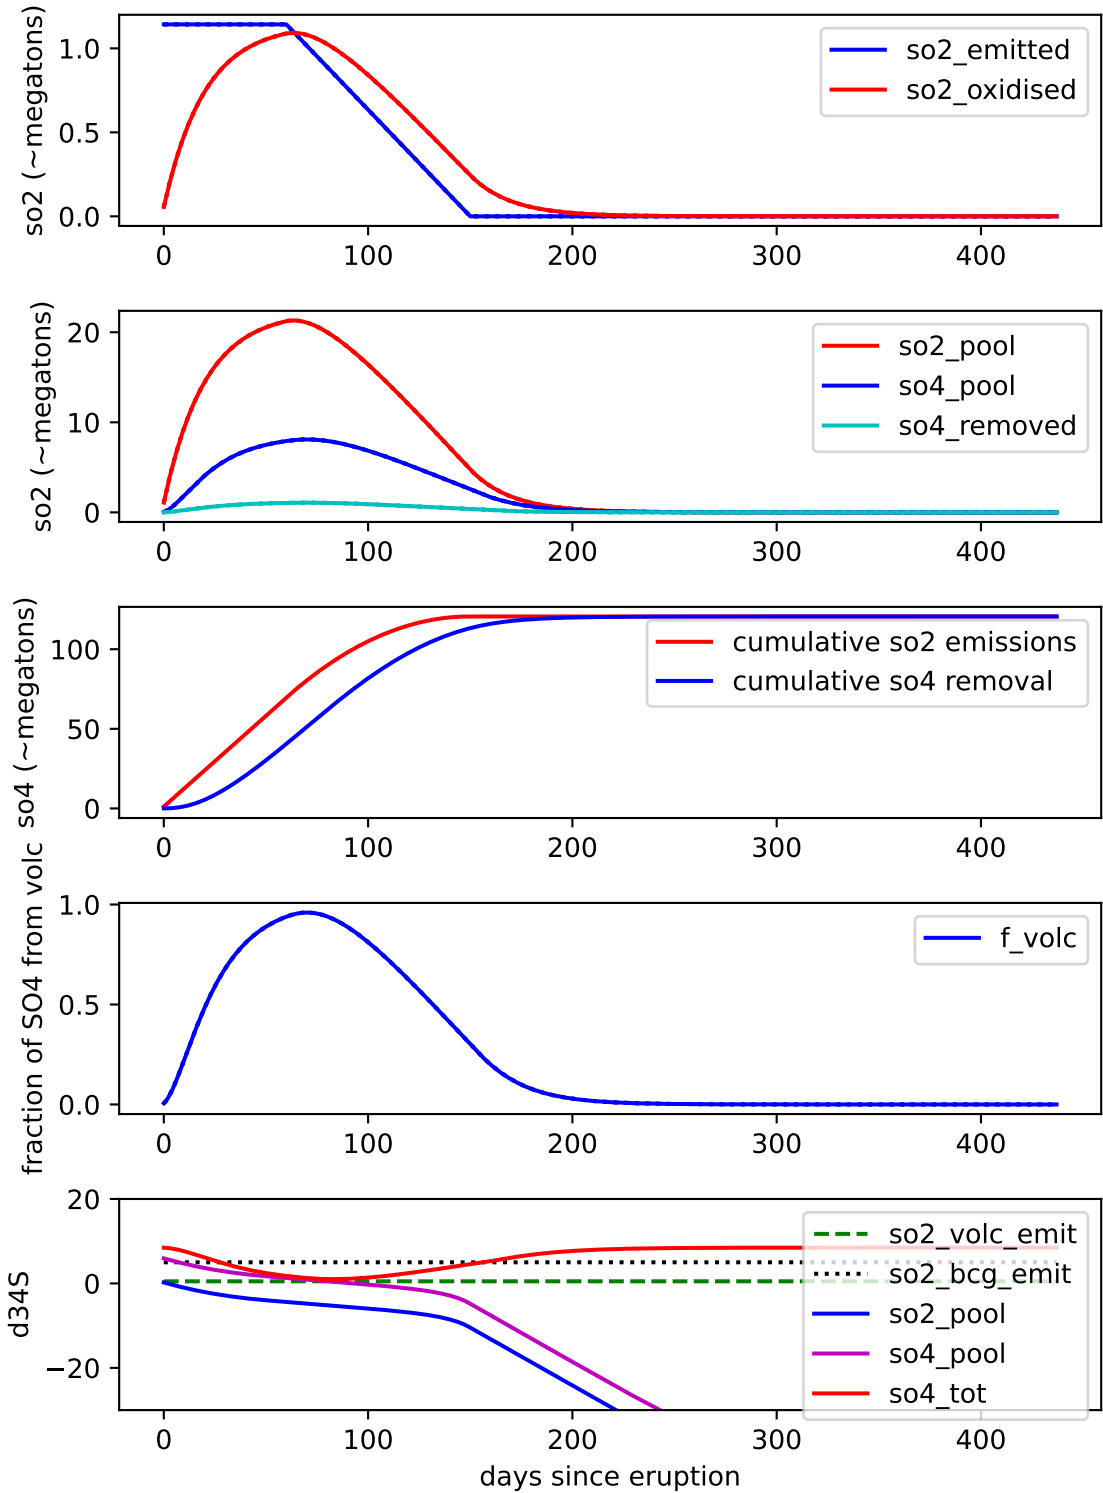 so2 (~megatons)
1.0
0.5
0.0
so2_emitted
so2_oxidised
0 100 200 300 400
so2 (~megatons)
20
10
0
so2_pool
so4_pool
so4_removed
0 100 200 300 400
so4 (~megatons)
100
50
0
cumulative so2 emissions
cumulative so4 removal
0 100 200 300 400
fraction of SO4 from volc
1.0
0.5
0.0
f_volc
0 100 200 300 400
d34S
20
0
−20
so2_volc_emit
so2_bcg_emit
so2_pool
so4_pool
so4_tot
0 100 200 300 400
days since eruption